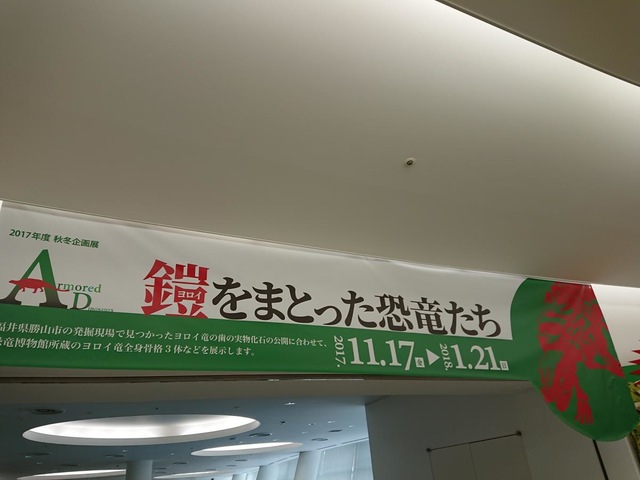 2017年度 秋冬企画展
Armored
D
鎧をまとった恐竜たち
福井県勝山市の発掘現場で見つかったヨロイ竜の歯の実物化石の公開に合わせて、
竜博物館所蔵のヨロイ竜全身骨格3体などを展示します。
2017. 11.17 ▶ 2018. 1.21